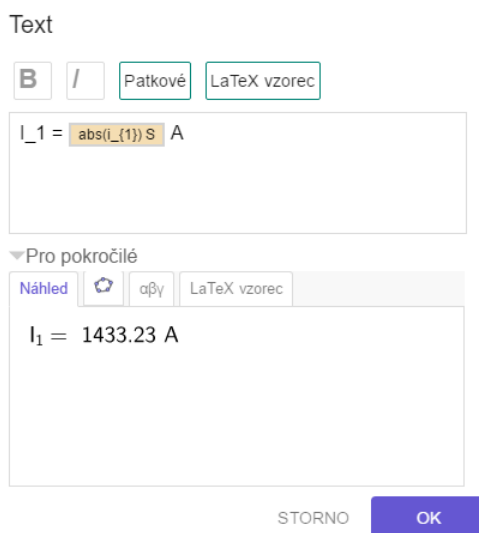 Text
B I Patkové LaTeX vzorec
I_1 = abs(i_{1}) S A
Pro pokročilé
Náhled αβγ LaTeX vzorec
I₁ = 1433.23 A
STORNO OK